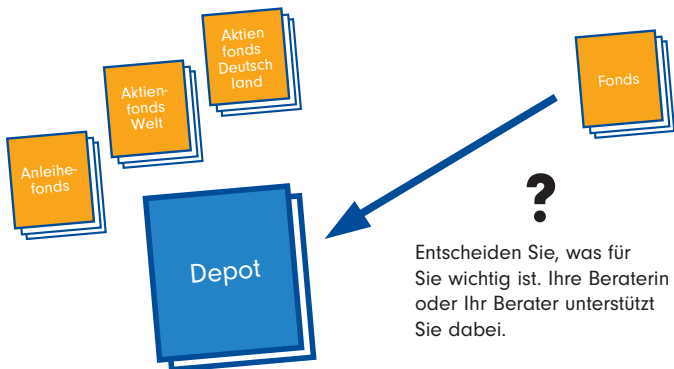 Aktien
fonds
Deutsch
land
Aktien-
fonds
Welt
Anleihe-
fonds
Fonds
Depot
?
Entscheiden Sie, was für
Sie wichtig ist. Ihre Beraterin
oder Ihr Berater unterstützt
Sie dabei.